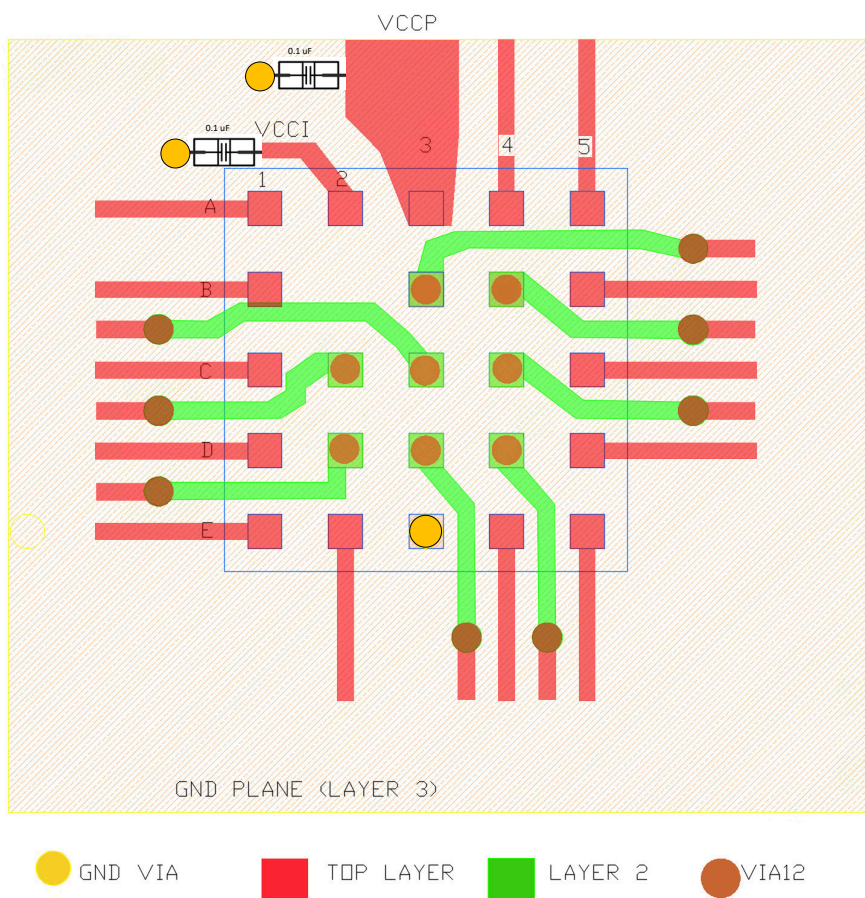 VCCP
0.1 uF
0.1 uF
VCCI
3
4
5
1
2
A
B
C
D
E
GND PLANE (LAYER 3)
GND VIA
TOP LAYER
LAYER 2
VIA12